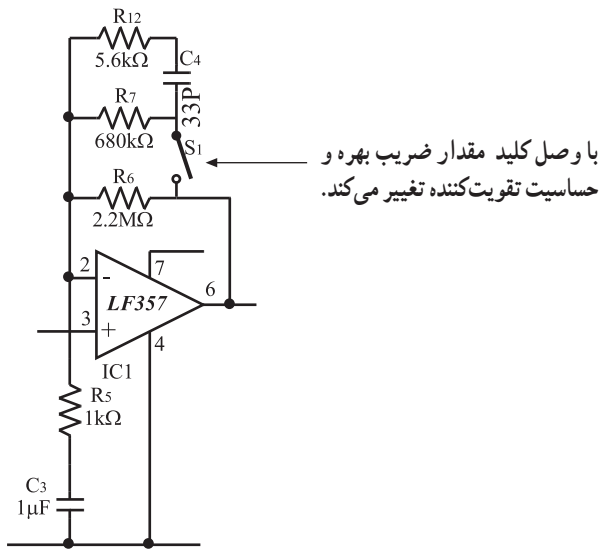 R12
5.6kΩ
C4
33P
R7
680kΩ
S1
با وصل کلید مقدار ضریب بهره و
حساسیت تقویت‌کننده تغییر می‌کند.
R6
2.2MΩ
2
-
7
LF357
6
3
+
4
IC1
R5
1kΩ
C3
1µF